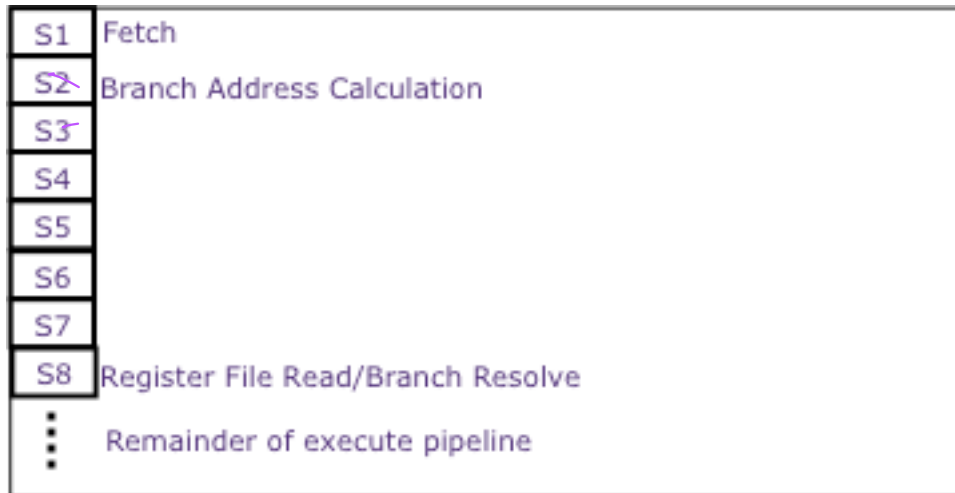 S1 Fetch
S2 Branch Address Calculation
S3
S4
S5
S6
S7
S8 Register File Read/Branch Resolve
Remainder of execute pipeline